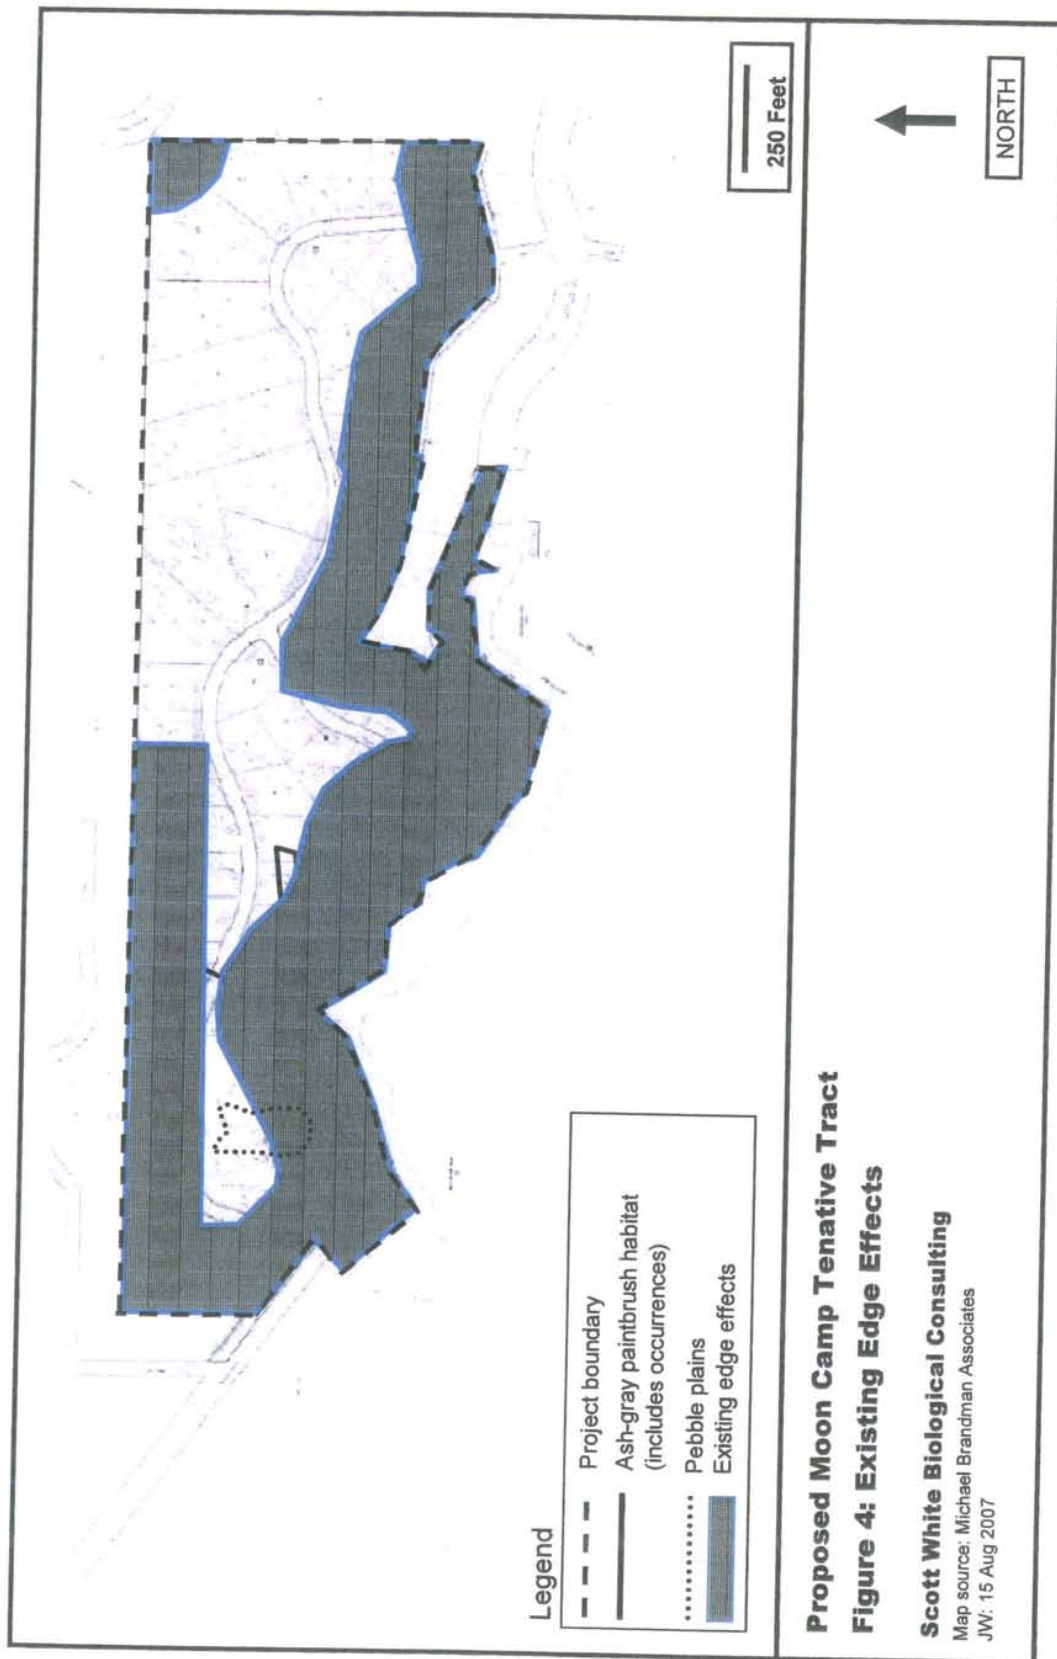 Legend
Project boundary
Ash-gray paintbrush habitat
(includes occurrences)
Pebble plains
Existing edge effects
250 Feet
Proposed Moon Camp Tenative Tract
Figure 4: Existing Edge Effects
Scott White Biological Consulting
Map source: Michael Brandman Associates
JW: 15 Aug 2007
NORTH